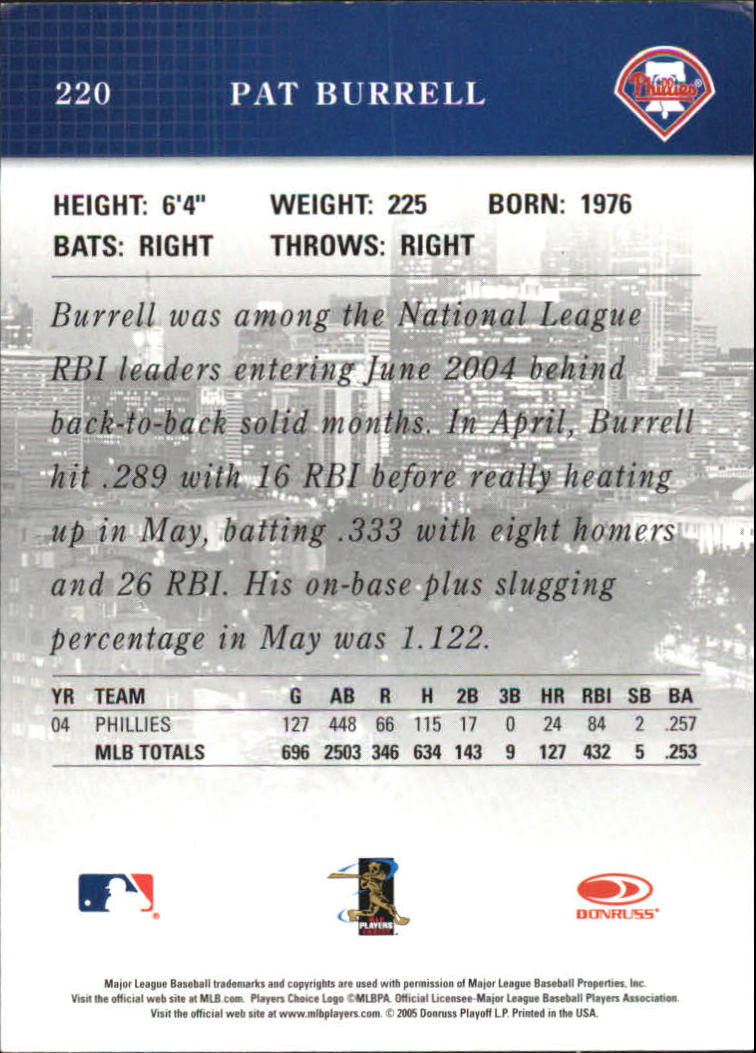 220 PAT BURRELL Phillies
HEIGHT: 6'4" WEIGHT: 225 BORN: 1976
BATS: RIGHT THROWS: RIGHT
Burrell was among the National League
RBI leaders entering June 2004 behind
back-to-back solid months. In April, Burrell
hit .289 with 16 RBI before really heating
up in May, batting .333 with eight homers
and 26 RBI. His on-base plus slugging
percentage in May was 1.122.
YR TEAM G AB R H 2B 3B HR RBI SB BA
04 PHILLIES 127 448 66 115 17 0 24 84 2 .257
MLB TOTALS 696 2503 346 634 143 9 127 432 5 .253
PLAYERS
DONRUSS
Major League Baseball trademarks and copyrights are used with permission of Major League Baseball Properties, Inc.
Visit the official web site at MLB.com. Players Choice Logo ©MLBPA. Official Licensee-Major League Baseball Players Association.
Visit the official web site at www.mlbplayers.com. © 2005 Donruss Playoff L.P. Printed in the USA.